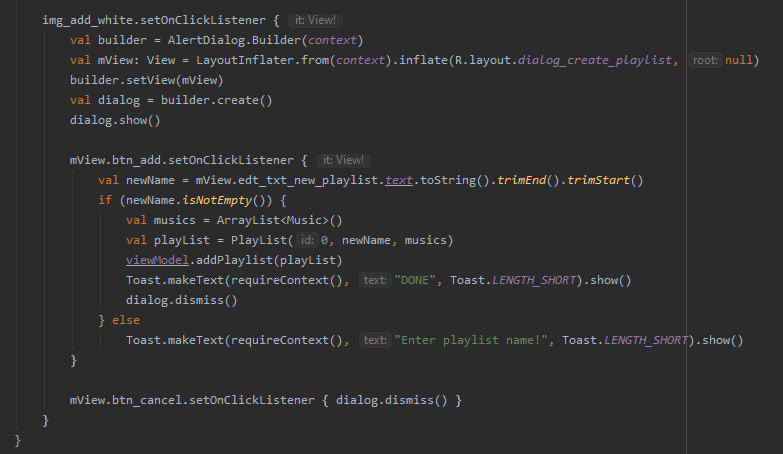 img_add_white.setOnClickListener { it: View!
val builder = AlertDialog.Builder(context)
val mView: View = LayoutInflater.from(context).inflate(R.layout.dialog_create_playlist, root: null)
builder.setView(mView)
val dialog = builder.create()
dialog.show()
mView.btn_add.setOnClickListener { it: View!
val newName = mView.edt_txt_new_playlist.text.toString().trimEnd().trimStart()
if (newName.isNotEmpty()) {
val musics = ArrayList<Music>()
val playList = PlayList( id: 0, newName, musics)
viewModel.addPlaylist(playList)
Toast.makeText(requireContext(), text: "DONE", Toast.LENGTH_SHORT).show()
dialog.dismiss()
} else
Toast.makeText(requireContext(), text: "Enter playlist name!", Toast.LENGTH_SHORT).show()
}
mView.btn_cancel.setOnClickListener { dialog.dismiss() }
}
}